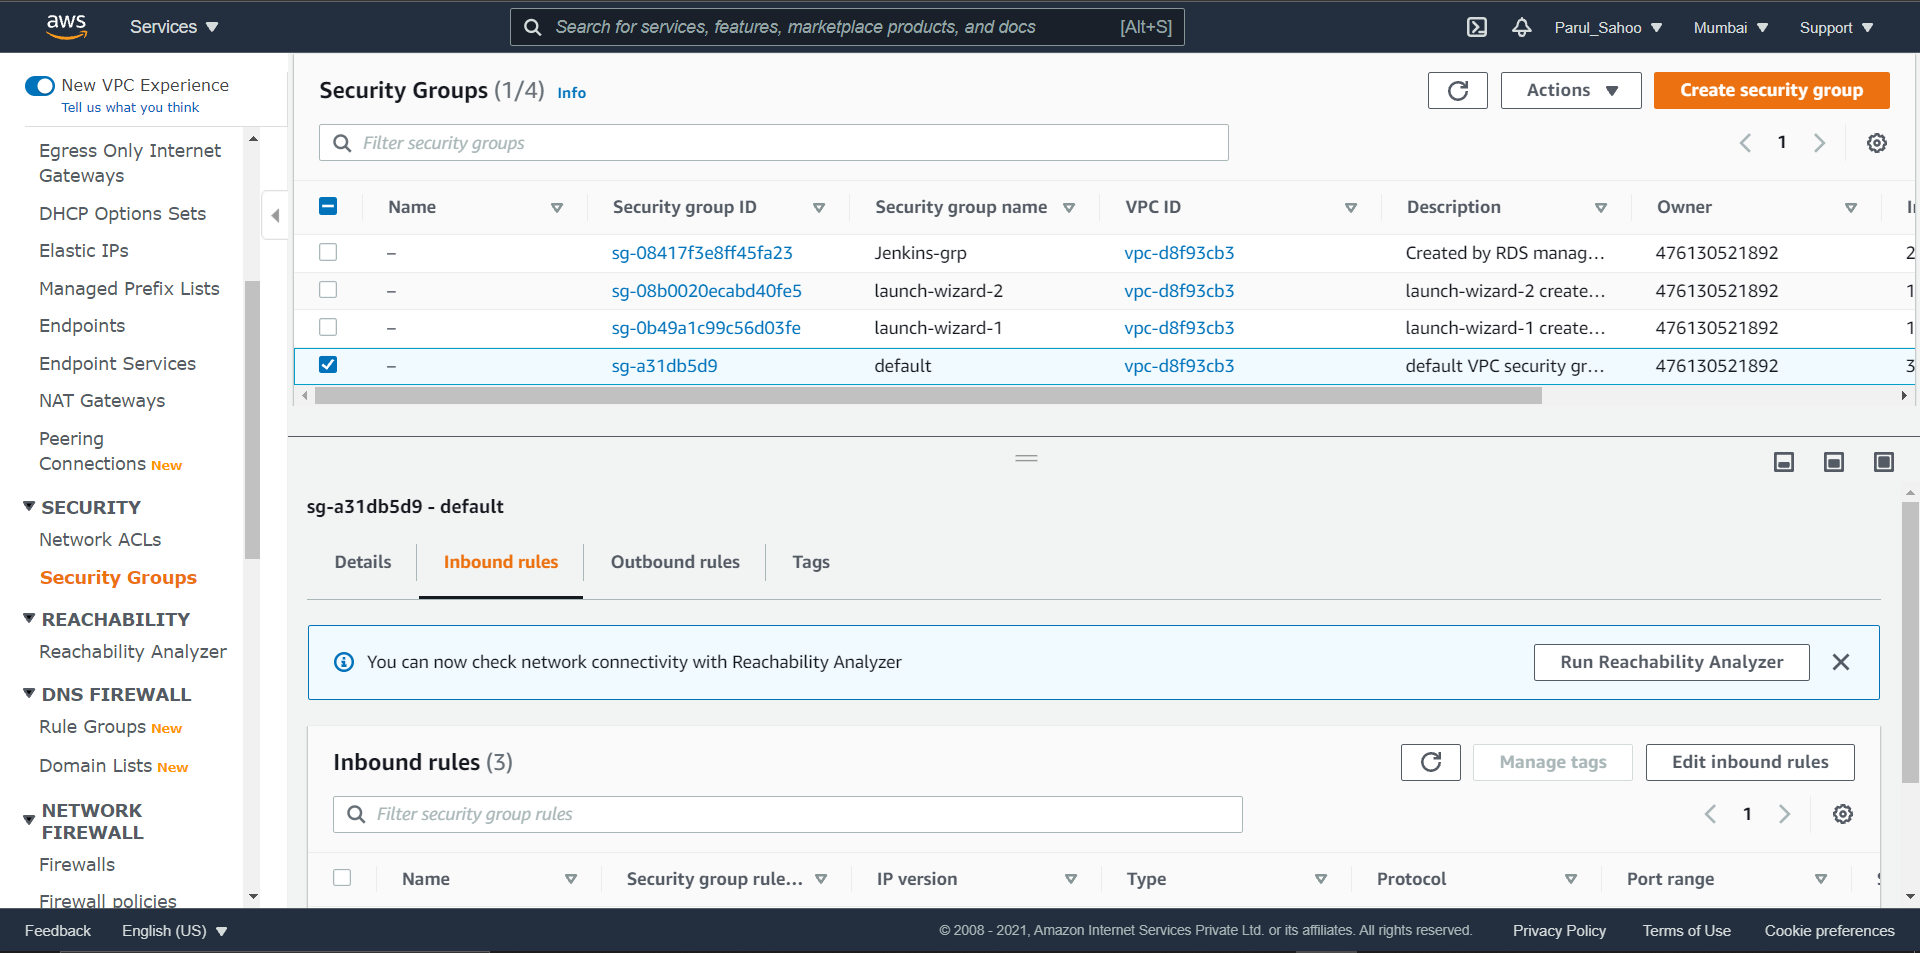 aws
Services
Search for services, features, marketplace products, and docs
[Alt+S]
Parul_Sahoo
Mumbai
Support
New VPC Experience
Tell us what you think
Egress Only Internet
Gateways
DHCP Options Sets
Elastic IPs
Managed Prefix Lists
Endpoints
Endpoint Services
NAT Gateways
Peering
Connections New
SECURITY
Network ACLs
Security Groups
REACHABILITY
Reachability Analyzer
DNS FIREWALL
Rule Groups New
Domain Lists New
NETWORK
FIREWALL
Firewalls
Firewall policies
Security Groups (1/4) Info
Actions
Create security group
Filter security groups
1
Name Security group ID Security group name VPC ID Description Owner
– sg-08417f3e8ff45fa23 Jenkins-grp vpc-d8f93cb3 Created by RDS manag... 476130521892 2
– sg-08b0020ecabd40fe5 launch-wizard-2 vpc-d8f93cb3 launch-wizard-2 create... 476130521892 1
– sg-0b49a1c99c56d03fe launch-wizard-1 vpc-d8f93cb3 launch-wizard-1 create... 476130521892 1
– sg-a31db5d9 default vpc-d8f93cb3 default VPC security gr... 476130521892 3
sg-a31db5d9 - default
Details
Inbound rules
Outbound rules
Tags
You can now check network connectivity with Reachability Analyzer
Run Reachability Analyzer
Inbound rules (3)
Manage tags
Edit inbound rules
Filter security group rules
1
Name Security group rule... IP version Type Protocol Port range
Feedback
English (US)
© 2008 - 2021, Amazon Internet Services Private Ltd. or its affiliates. All rights reserved.
Privacy Policy
Terms of Use
Cookie preferences